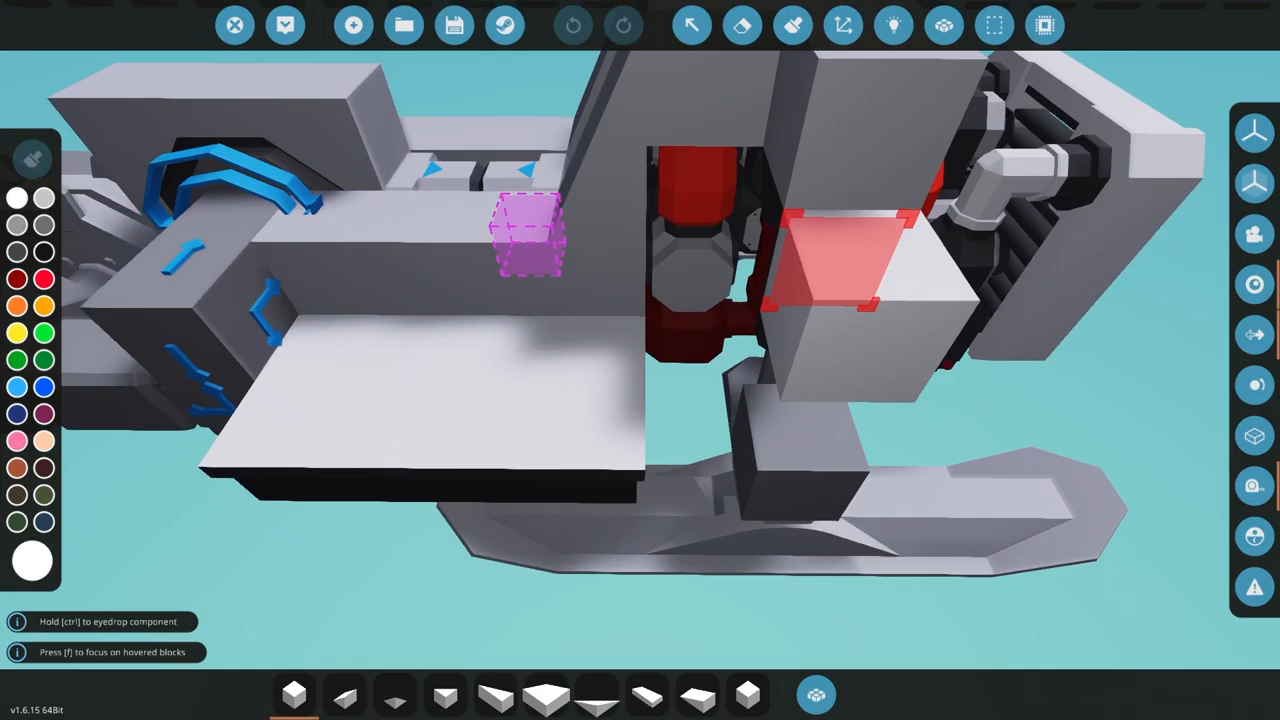 Hold [ctrl] to eyedrop component
Press [f] to focus on hovered blocks
v1.6.15 64Bit